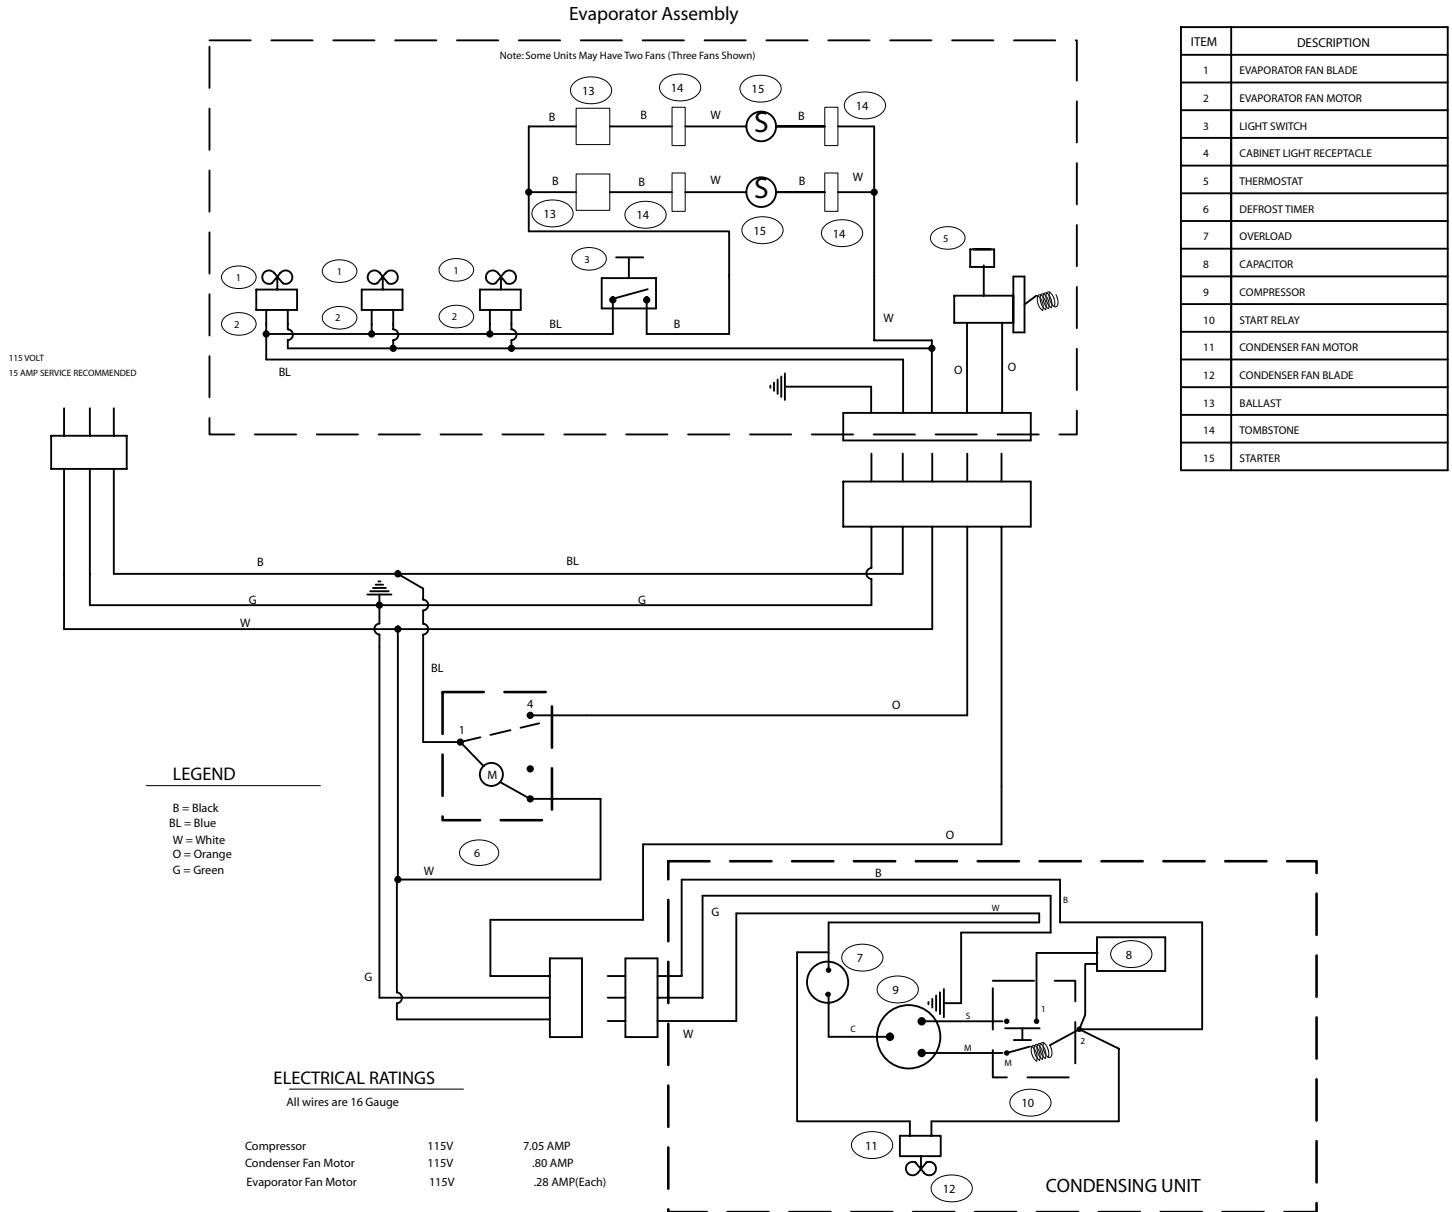 Evaporator Assembly
Note: Some Units May Have Two Fans (Three Fans Shown)
13
14
15
14
B
B
W
S
B
B
B
W
S
B
W
13
14
15
14
1
1
1
3
5
2
2
2
BL
B
W
BL
O
O
115 VOLT
15 AMP SERVICE RECOMMENDED
ITEM DESCRIPTION
1 EVAPORATOR FAN BLADE
2 EVAPORATOR FAN MOTOR
3 LIGHT SWITCH
4 CABINET LIGHT RECEPTACLE
5 THERMOSTAT
6 DEFROST TIMER
7 OVERLOAD
8 CAPACITOR
9 COMPRESSOR
10 START RELAY
11 CONDENSER FAN MOTOR
12 CONDENSER FAN BLADE
13 BALLAST
14 TOMBSTONE
15 STARTER
B
BL
G
G
W
BL
4
1
O
M
6
W
O
LEGEND
B = Black
BL = Blue
W = White
O = Orange
G = Green
B
B
G
W
7
8
9
G
W
S
1
C
M
M
2
10
11
12
CONDENSING UNIT
ELECTRICAL RATINGS
All wires are 16 Gauge
Compressor 115V 7.05 AMP
Condenser Fan Motor 115V .80 AMP
Evaporator Fan Motor 115V .28 AMP(Each)